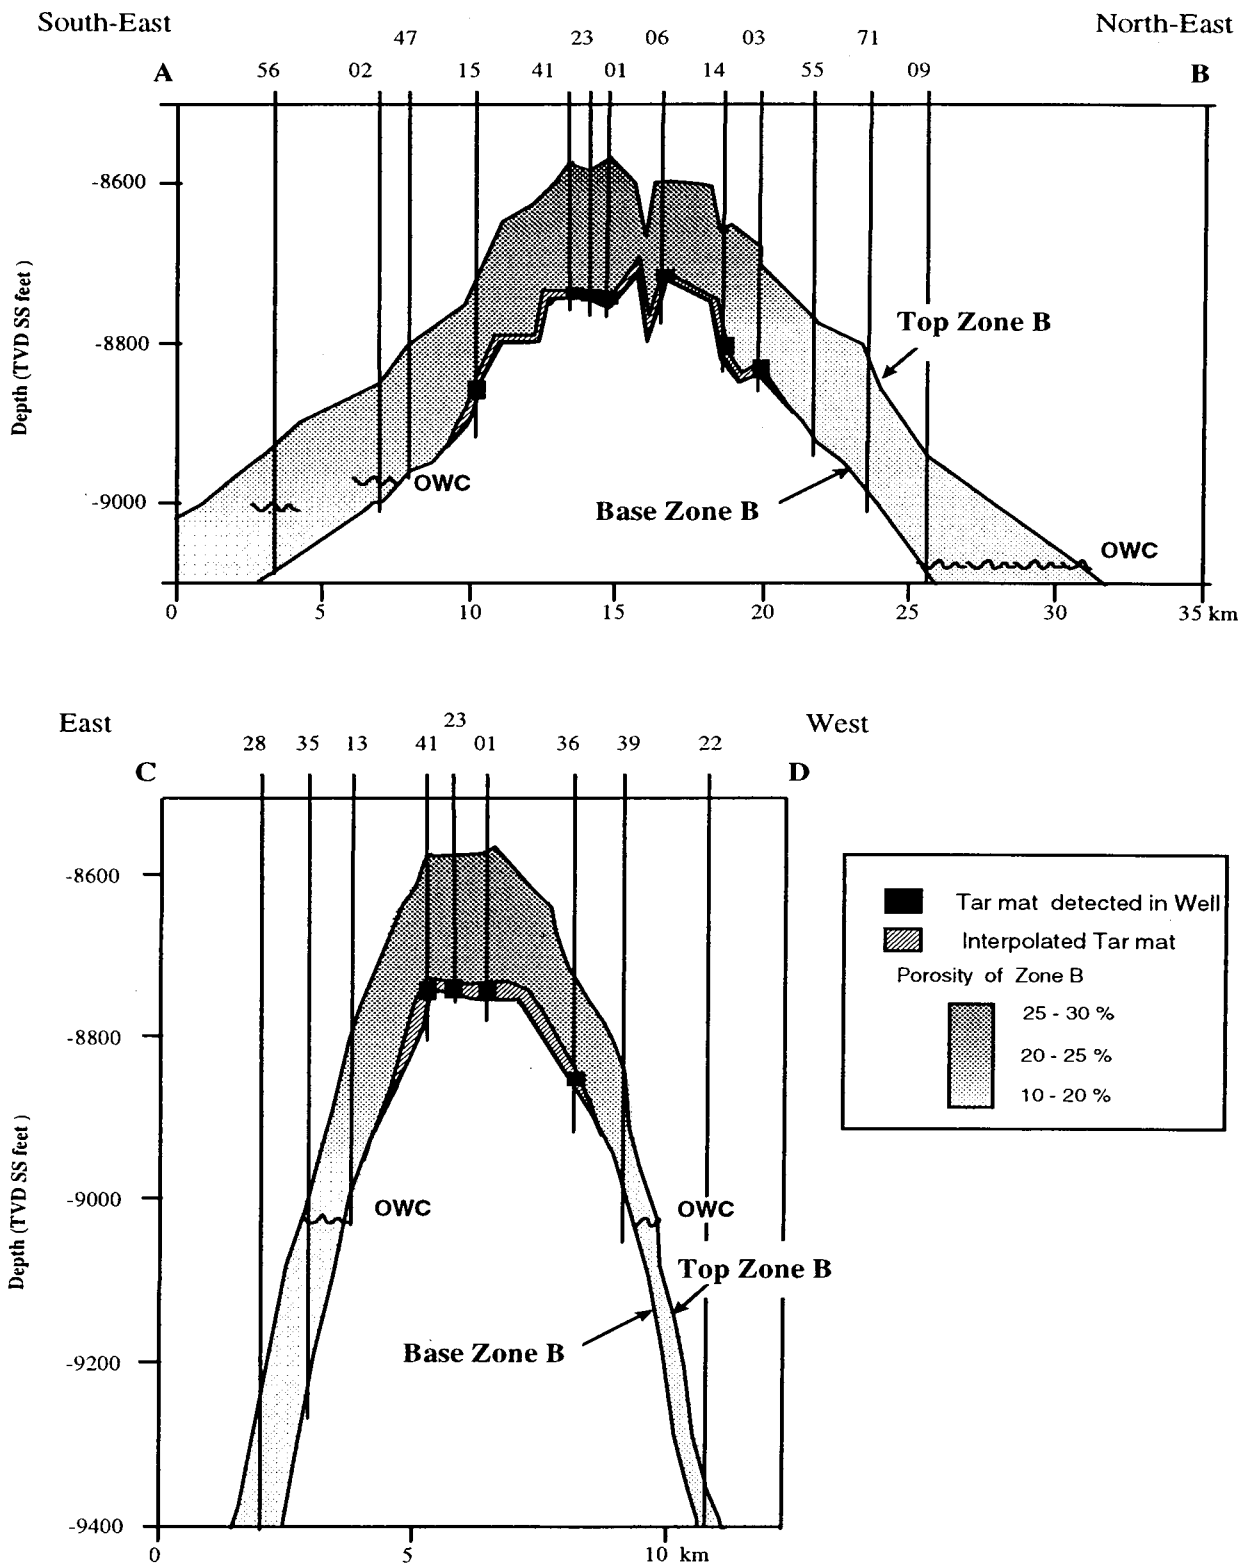 South-East
North-East
47 23 06 03 71
A 56 02 15 41 01 14 55 09 B
-8600
-8800
-9000
Depth (TVD SS feet)
Top Zone B
Base Zone B
OWC
OWC
0 5 10 15 20 25 30 35 km
East
West
23
28 35 13 41 01 36 39 22
C D
-8600
-8800
-9000
-9200
-9400
Depth (TVD SS feet )
OWC
OWC
Top Zone B
Base Zone B
0 5 10 km
Tar mat detected in Well
Interpolated Tar mat
Porosity of Zone B
25 - 30 %
20 - 25 %
10 - 20 %